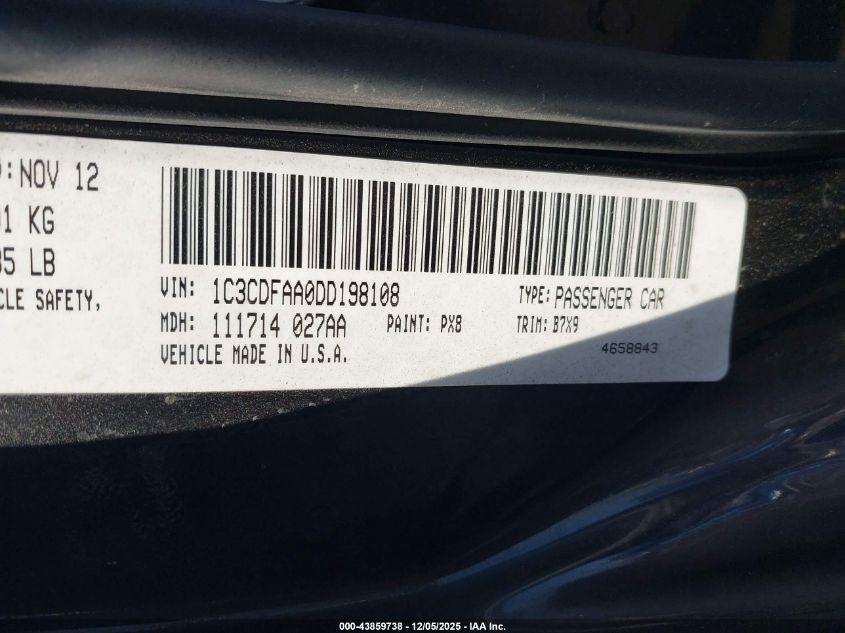 :NOV 12
1 KG
5 LB
CLE SAFETY,
VIN: 1C3CDFAA0DD198108 TYPE: PASSENGER CAR
MDH: 111714 027AA PAINT: PX8 TRIM: B7X9
VEHICLE MADE IN U.S.A. 4658843
000-43859738 - 12/05/2025 - IAA Inc.